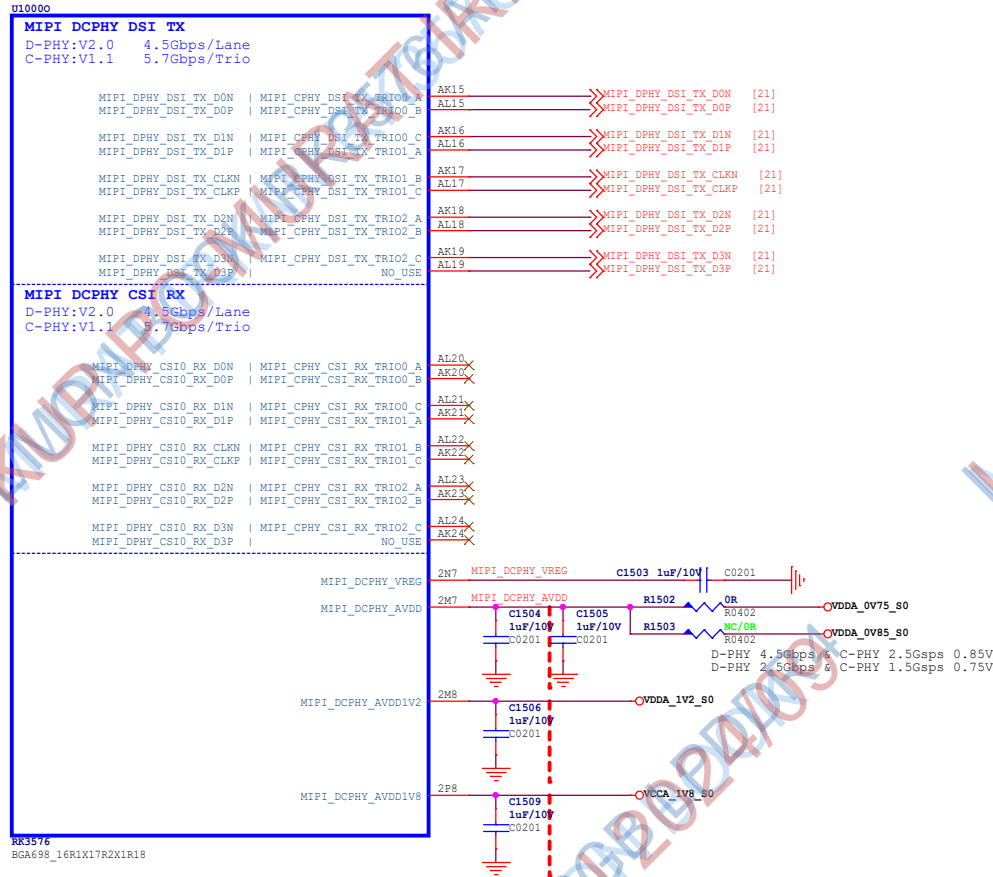 U1000O
MIPI DCPHY DSI TX
D-PHY:V2.0 4.5Gbps/Lane
C-PHY:V1.1 5.7Gbps/Trio
MIPI_DPHY_DSI_TX_D0N | MIPI_CPHY_DSI_TX_TRIO0_A AK15 MIPI_DPHY_DSI_TX_D0N [21]
MIPI_DPHY_DSI_TX_D0P | MIPI_CPHY_DSI_TX_TRIO0_B AL15 MIPI_DPHY_DSI_TX_D0P [21]
MIPI_DPHY_DSI_TX_D1N | MIPI_CPHY_DSI_TX_TRIO0_C AK16 MIPI_DPHY_DSI_TX_D1N [21]
MIPI_DPHY_DSI_TX_D1P | MIPI_CPHY_DSI_TX_TRIO1_A AL16 MIPI_DPHY_DSI_TX_D1P [21]
MIPI_DPHY_DSI_TX_CLKN | MIPI_CPHY_DSI_TX_TRIO1_B AK17 MIPI_DPHY_DSI_TX_CLKN [21]
MIPI_DPHY_DSI_TX_CLKP | MIPI_CPHY_DSI_TX_TRIO1_C AL17 MIPI_DPHY_DSI_TX_CLKP [21]
MIPI_DPHY_DSI_TX_D2N | MIPI_CPHY_DSI_TX_TRIO2_A AK18 MIPI_DPHY_DSI_TX_D2N [21]
MIPI_DPHY_DSI_TX_D2P | MIPI_CPHY_DSI_TX_TRIO2_B AL18 MIPI_DPHY_DSI_TX_D2P [21]
MIPI_DPHY_DSI_TX_D3N | MIPI_CPHY_DSI_TX_TRIO2_C AK19 MIPI_DPHY_DSI_TX_D3N [21]
MIPI_DPHY_DSI_TX_D3P | NO_USE AL19 MIPI_DPHY_DSI_TX_D3P [21]
MIPI DCPHY CSI RX
D-PHY:V2.0 4.5Gbps/Lane
C-PHY:V1.1 5.7Gbps/Trio
MIPI_DPHY_CSI0_RX_D0N | MIPI_CPHY_CSI_RX_TRIO0_A AL20
MIPI_DPHY_CSI0_RX_D0P | MIPI_CPHY_CSI_RX_TRIO0_B AK20
MIPI_DPHY_CSI0_RX_D1N | MIPI_CPHY_CSI_RX_TRIO0_C AL21
MIPI_DPHY_CSI0_RX_D1P | MIPI_CPHY_CSI_RX_TRIO1_A AK21
MIPI_DPHY_CSI0_RX_CLKN | MIPI_CPHY_CSI_RX_TRIO1_B AL22
MIPI_DPHY_CSI0_RX_CLKP | MIPI_CPHY_CSI_RX_TRIO1_C AK22
MIPI_DPHY_CSI0_RX_D2N | MIPI_CPHY_CSI_RX_TRIO2_A AL23
MIPI_DPHY_CSI0_RX_D2P | MIPI_CPHY_CSI_RX_TRIO2_B AK23
MIPI_DPHY_CSI0_RX_D3N | MIPI_CPHY_CSI_RX_TRIO2_C AL24
MIPI_DPHY_CSI0_RX_D3P | NO_USE AK24
MIPI_DCPHY_VREG 2N7 MIPI_DCPHY_VREG C1503 1uF/10V C0201
MIPI_DCPHY_AVDD 2M7 MIPI_DCPHY_AVDD R1502 0R R0402 VDDA_0V75_S0
C1504 1uF/10V C0201
C1505 1uF/10V C0201
R1503 NC/0R R0402 VDDA_0V85_S0
D-PHY 4.5Gbps & C-PHY 2.5Gsps 0.85V
D-PHY 2.5Gbps & C-PHY 1.5Gsps 0.75V
MIPI_DCPHY_AVDD1V2 2M8 VDDA_1V2_S0
C1506
1uF/10V
C0201
MIPI_DCPHY_AVDD1V8 2P8 VCCA_1V8_S0
C1509
1uF/10V
C0201
RK3576
BGA698_16R1X17R2X1R18